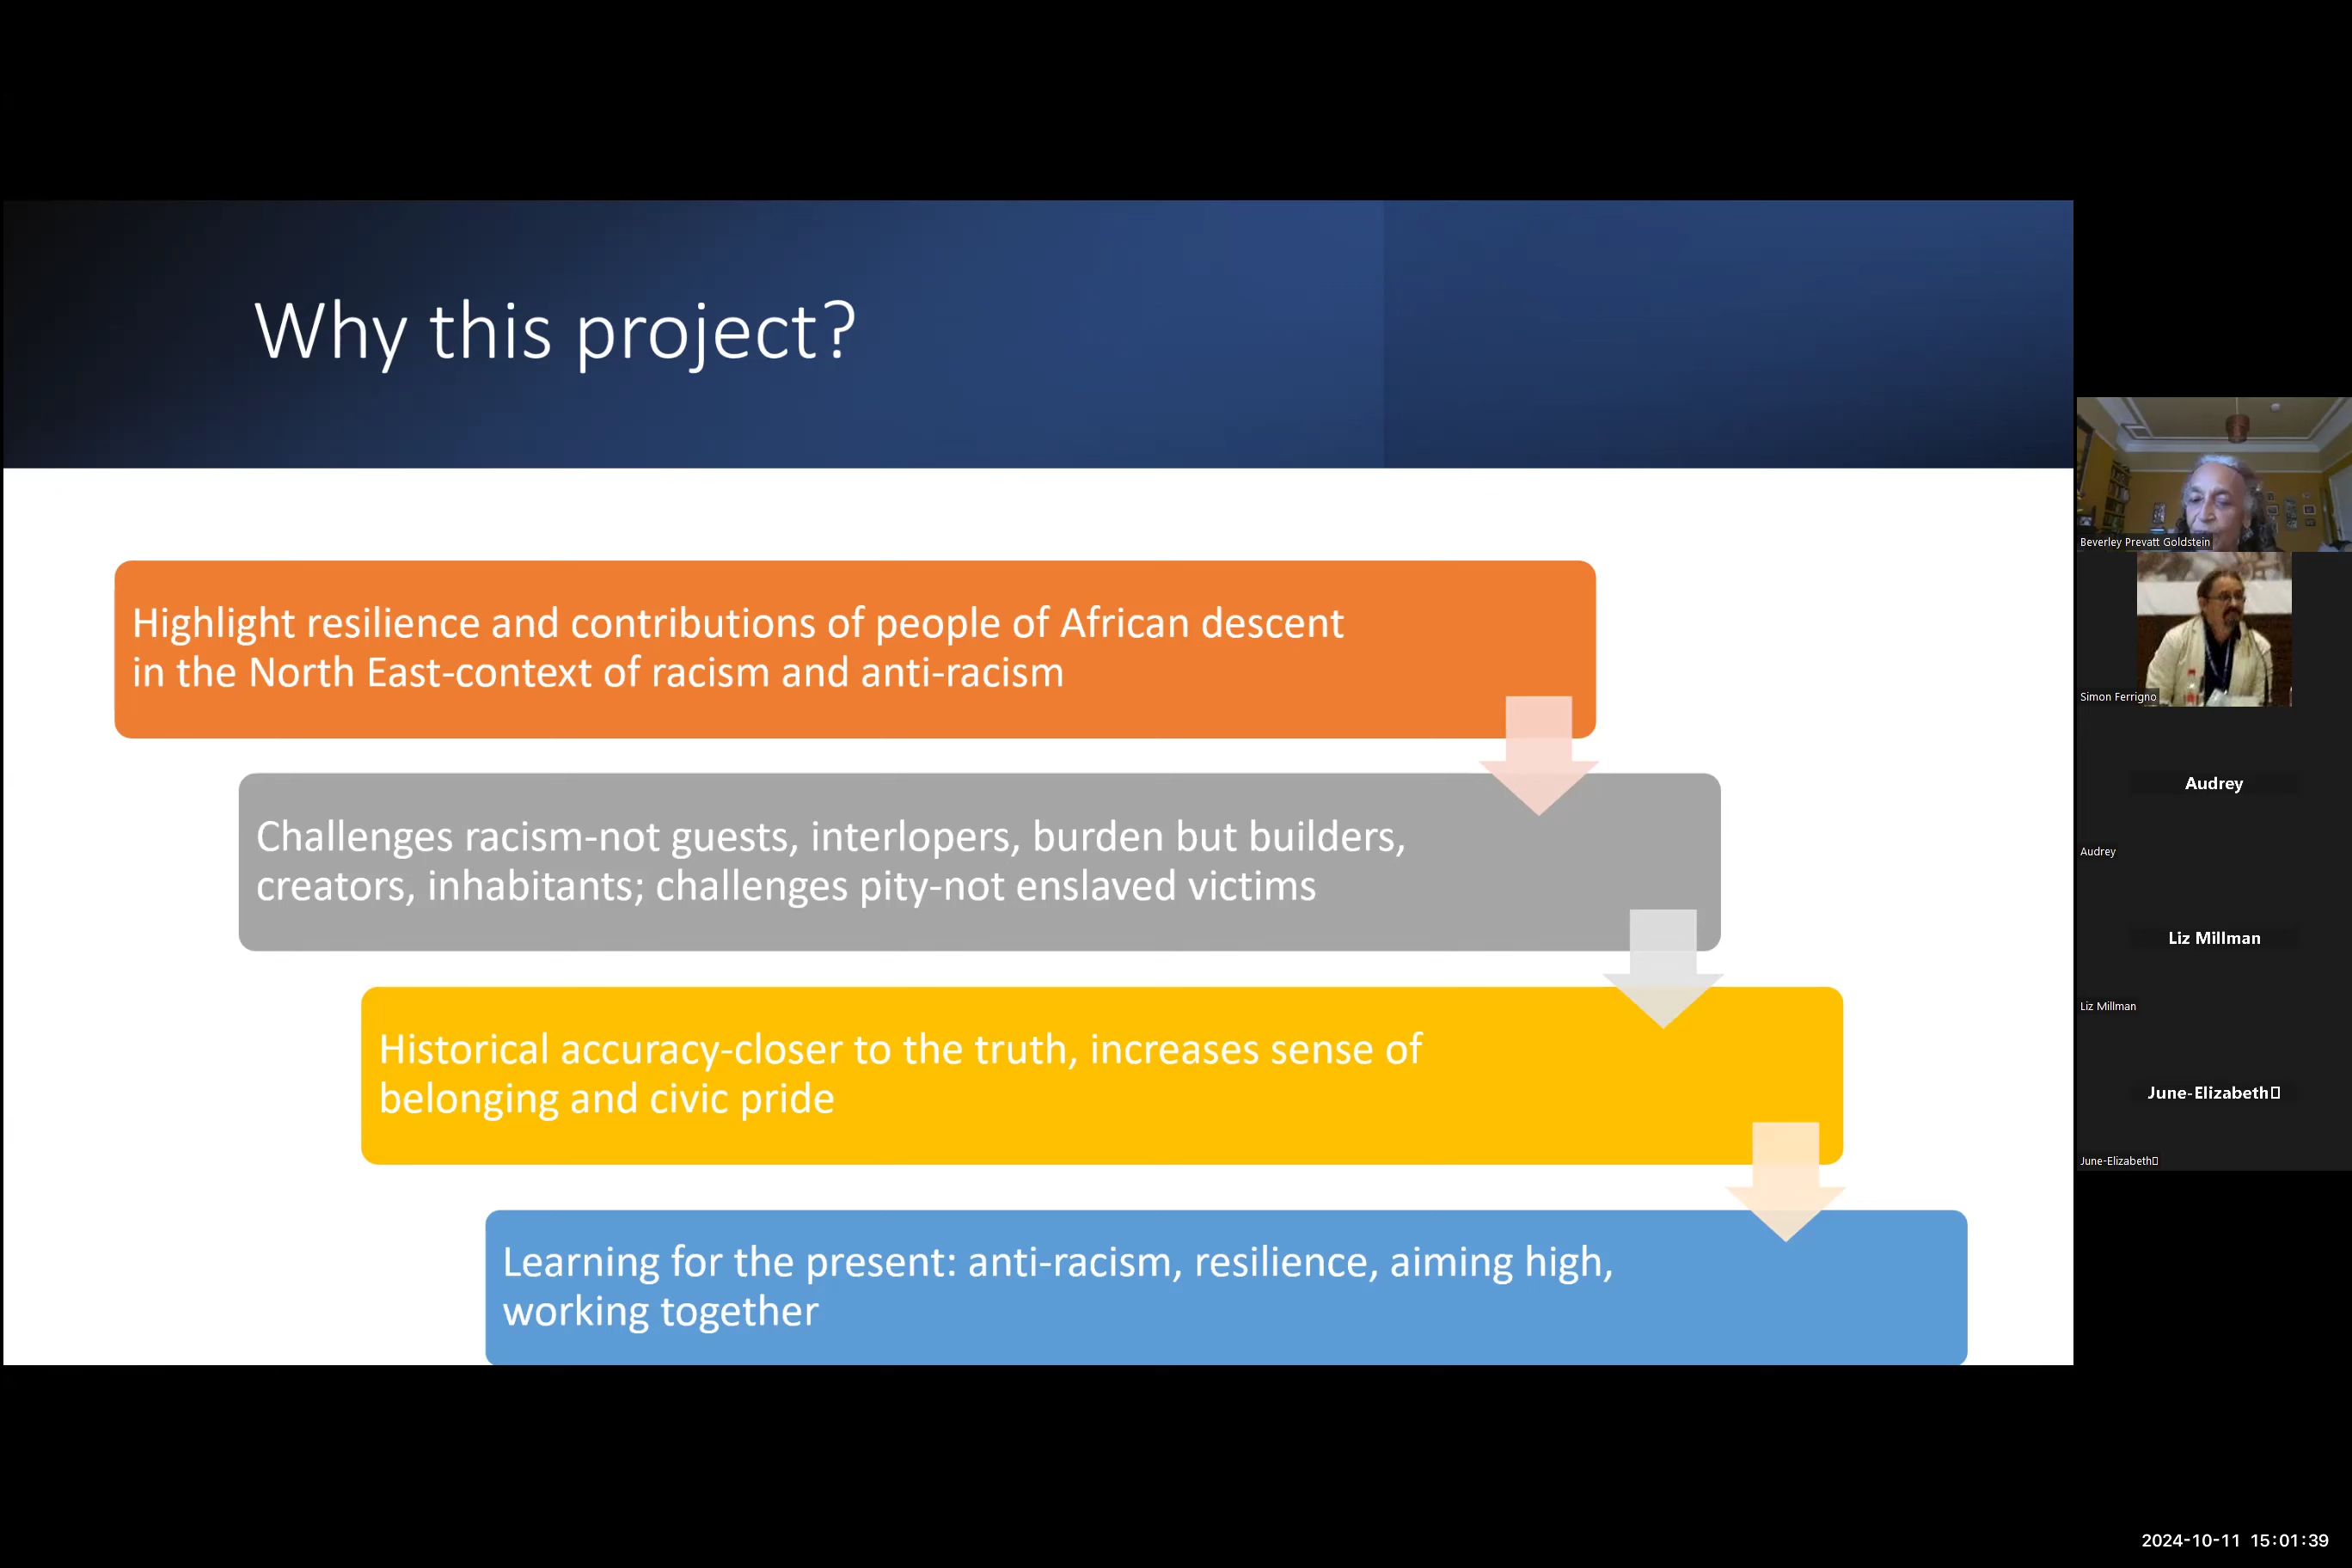 Why this project?
Highlight resilience and contributions of people of African descent
in the North East-context of racism and anti-racism
Challenges racism-not guests, interlopers, burden but builders,
creators, inhabitants; challenges pity-not enslaved victims
Historical accuracy-closer to the truth, increases sense of
belonging and civic pride
Learning for the present: anti-racism, resilience, aiming high,
working together
Beverley Prevatt Goldstein
Simon Ferrigno
Audrey
Audrey
Liz Millman
Liz Millman
June-Elizabeth▯
June-Elizabeth▯
2024-10-11 15:01:39